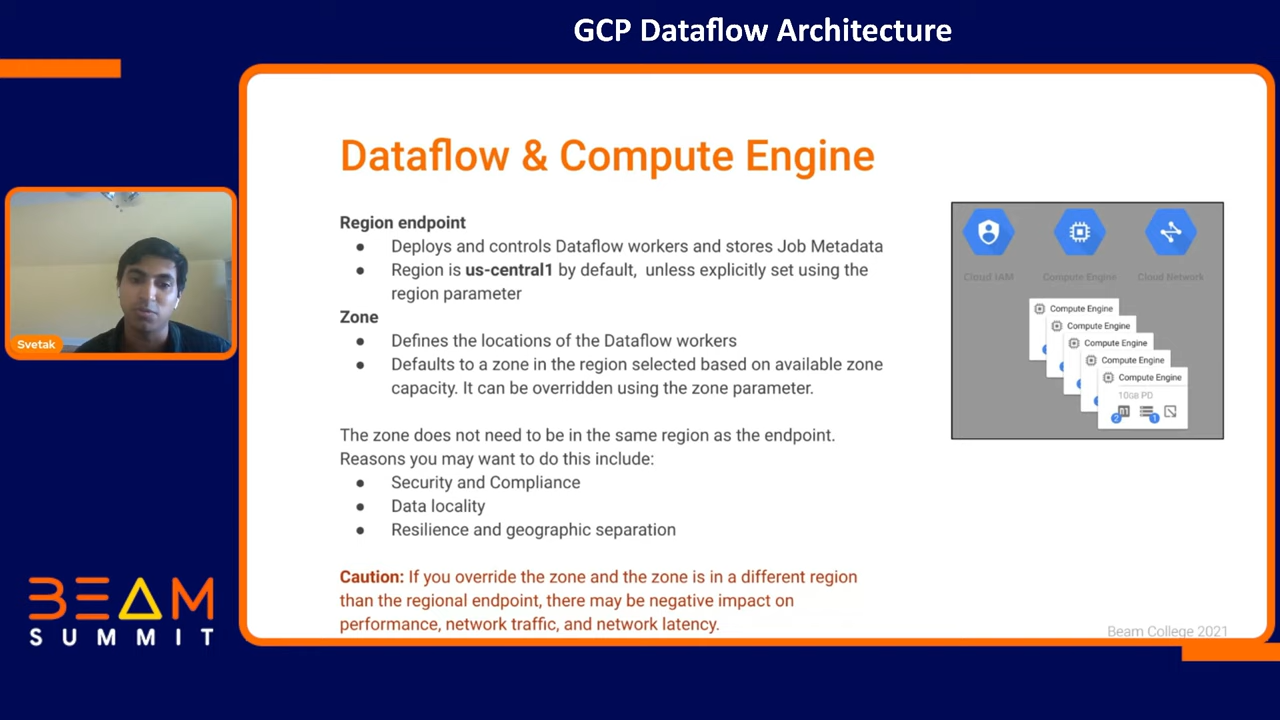 GCP Dataflow Architecture
Dataflow & Compute Engine
Region endpoint
● Deploys and controls Dataflow workers and stores Job Metadata
● Region is us-central1 by default, unless explicitly set using the
region parameter
Zone
● Defines the locations of the Dataflow workers
● Defaults to a zone in the region selected based on available zone
capacity. It can be overridden using the zone parameter.
The zone does not need to be in the same region as the endpoint.
Reasons you may want to do this include:
● Security and Compliance
● Data locality
● Resilience and geographic separation
Caution: If you override the zone and the zone is in a different region
than the regional endpoint, there may be negative impact on
performance, network traffic, and network latency.
Cloud IAM
Compute Engine
Cloud Network
Compute Engine
Compute Engine
Compute Engine
Compute Engine
Compute Engine
10GB PD
2
1
Svetak
BEAM
SUMMIT
Beam College 2021